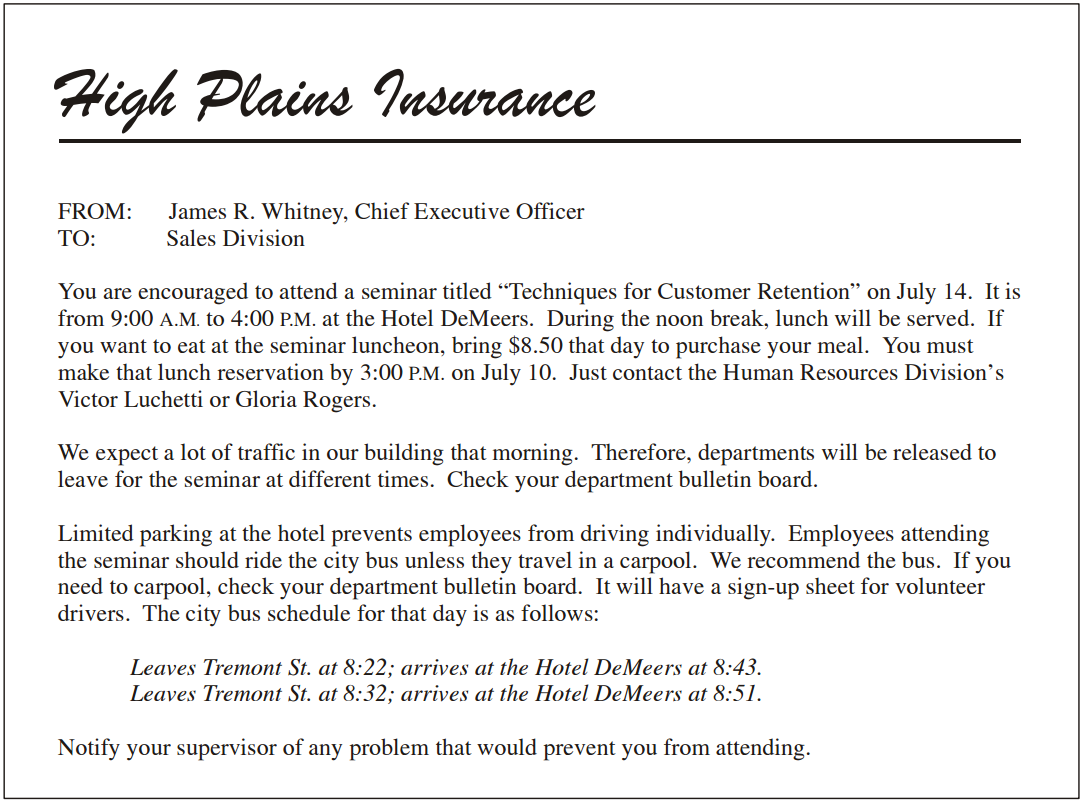 High Plains Insurance
FROM: James R. Whitney, Chief Executive Officer
TO: Sales Division
You are encouraged to attend a seminar titled “Techniques for Customer Retention” on July 14. It is
from 9:00 A.M. to 4:00 P.M. at the Hotel DeMeers. During the noon break, lunch will be served. If
you want to eat at the seminar luncheon, bring $8.50 that day to purchase your meal. You must
make that lunch reservation by 3:00 P.M. on July 10. Just contact the Human Resources Division’s
Victor Luchetti or Gloria Rogers.
We expect a lot of traffic in our building that morning. Therefore, departments will be released to
leave for the seminar at different times. Check your department bulletin board.
Limited parking at the hotel prevents employees from driving individually. Employees attending
the seminar should ride the city bus unless they travel in a carpool. We recommend the bus. If you
need to carpool, check your department bulletin board. It will have a sign-up sheet for volunteer
drivers. The city bus schedule for that day is as follows:
Leaves Tremont St. at 8:22; arrives at the Hotel DeMeers at 8:43.
Leaves Tremont St. at 8:32; arrives at the Hotel DeMeers at 8:51.
Notify your supervisor of any problem that would prevent you from attending.